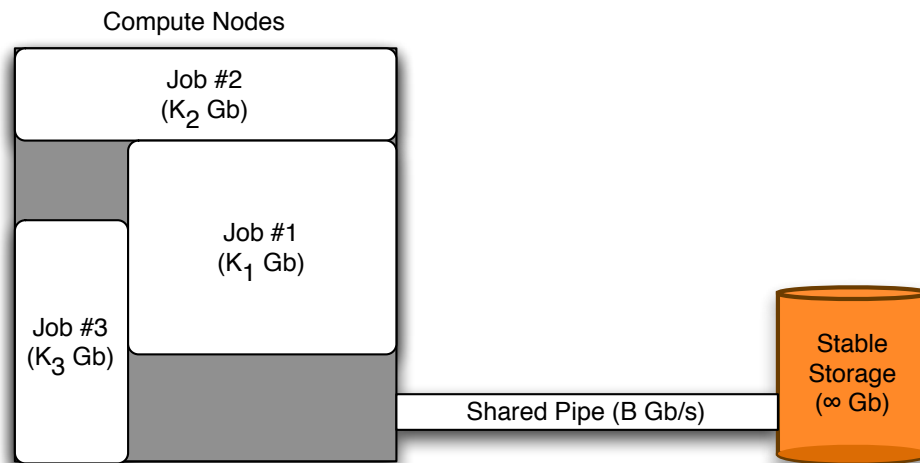 Compute Nodes
Job #2
(K2 Gb)
Job #1
(K1 Gb)
Job #3
(K3 Gb)
Shared Pipe (B Gb/s)
Stable
Storage
(∞ Gb)